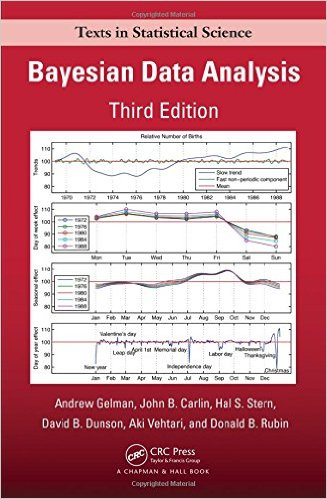 Texts in Statistical Science
Bayesian Data Analysis
Third Edition
Relative Number of Births
Trends
110
100
90
80
Slow trend
Fast non-periodic component
Mean
1970 1972 1974 1976 1978 1980 1982 1984 1986 1988
Day of week effect
110
100
90
80
1972
1976
1980
1984
1988
Mon Tue Wed Thu Fri Sat Sun
Seasonal effect
110
100
90
80
1972
1976
1980
1984
1988
Jan Feb Mar Apr May Jun Jul Aug Sep Oct Nov Dec
Day of year effect
110
100
90
80
Valentine's day
Leap day
April 1st
Memorial day
Labor day
Halloween
Thanksgiving
New year
Independence day
Christmas
Jan Feb Mar Apr May Jun Jul Aug Sep Oct Nov Dec
Andrew Gelman, John B. Carlin, Hal S. Stern,
David B. Dunson, Aki Vehtari, and Donald B. Rubin
CRC Press
Taylor & Francis Group
A CHAPMAN & HALL BOOK